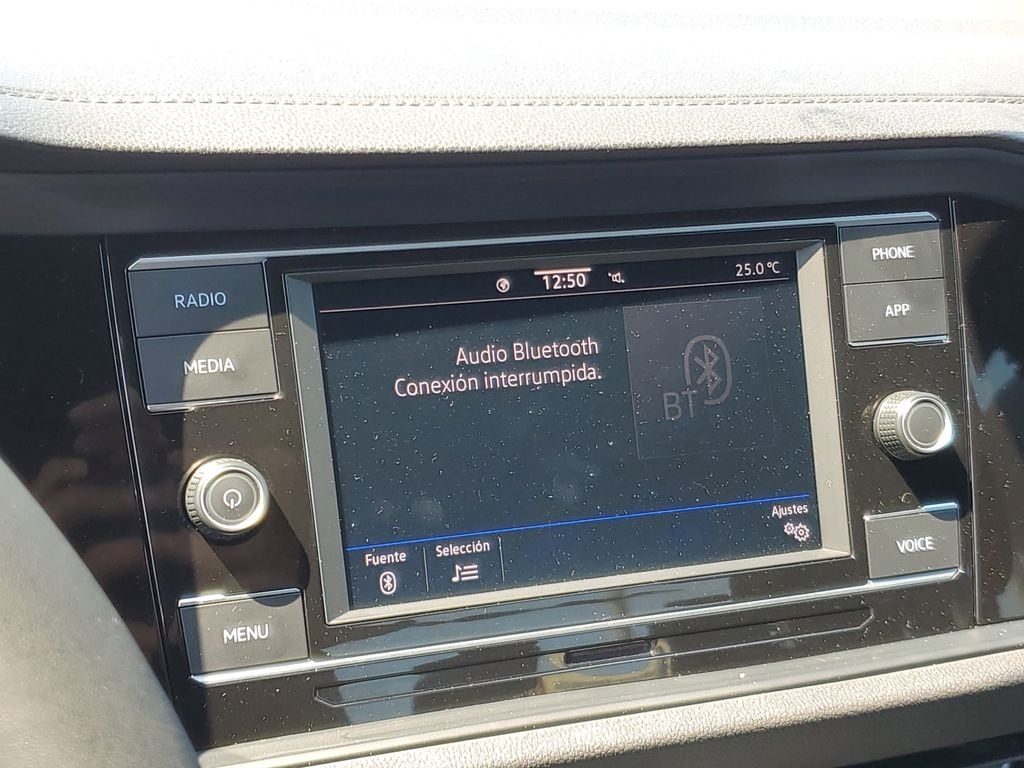 12:50
25.0°C
RADIO
MEDIA
PHONE
APP
Audio Bluetooth
Conexión interrumpida.
BT
Fuente
Selección
Ajustes
MENU
VOICE